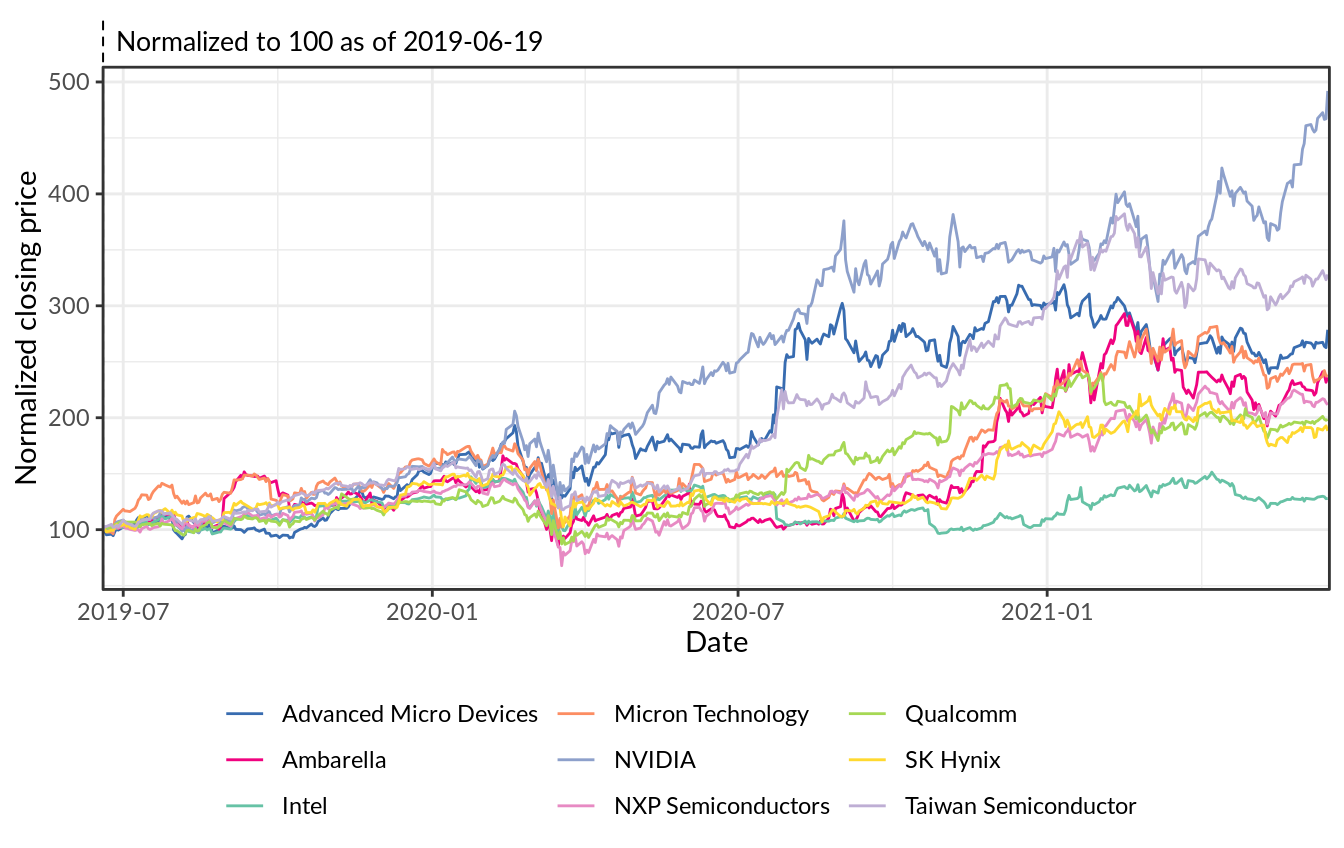 Normalized to 100 as of 2019-06-19
500
400
300
200
100
Normalized closing price
2019-07 2020-01 2020-07 2021-01
Date
Advanced Micro Devices Micron Technology Qualcomm
Ambarella NVIDIA SK Hynix
Intel NXP Semiconductors Taiwan Semiconductor